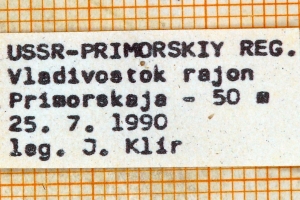 USSR-PRIMORSKIY REG.
Vladivostok rajon
Primorskaja - 50 m
25. 7. 1990
leg. J. Klír